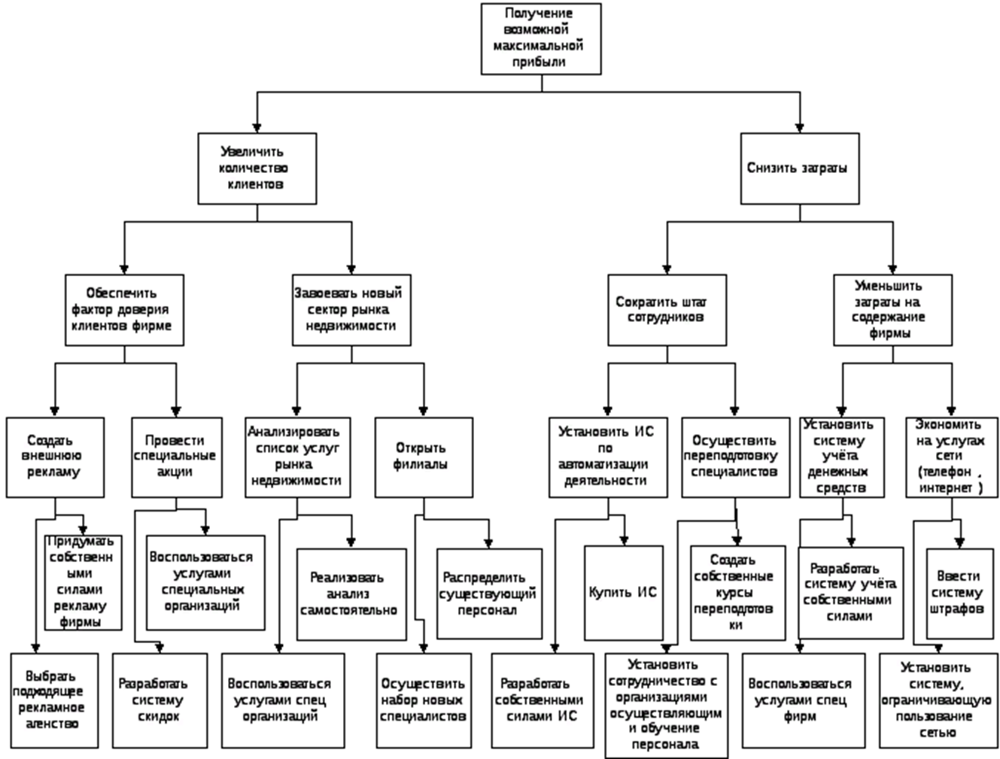 Получение
возможной
максимальной
прибыли
Увеличить
количество
клиентов
Снизить затраты
Обеспечить
фактор доверия
клиентов фирме
Завоевать новый
сектор рынка
недвижимости
Сократить штат
сотрудников
Уменьшить
затраты на
содержание
фирмы
Создать
внешнюю
рекламу
Провести
специальные
акции
Анализировать
список услуг
рынка
недвижимости
Открыть
филиалы
Установить ИС
по
автоматизации
деятельности
Осуществить
переподготовку
специалистов
Установить
систему
учёта
денежных
средств
Экономить
на услугах
сети
(телефон ,
интернет )
Придумать
собственн
ыми
силами
рекламу
фирмы
Воспользоваться
услугами
специальных
организаций
Реализовать
анализ
самостоятельно
Распределить
существующий
персонал
Купить ИС
Создать
собственные
курсы
переподготов
ки
Разработать
систему учёта
собственными
силами
Ввести
систему
штрафов
Выбрать
подходящее
рекламное
агенство
Разработать
систему
скидок
Воспользоваться
услугами спец
организаций
Осуществить
набор новых
специалистов
Разработать
собственными
силами ИС
Установить
сотрудничество с
организациями
осуществляющим
и обучение
персонала
Воспользоваться
услугами спец
фирм
Установить
систему,
ограничивающую
пользование
сетью